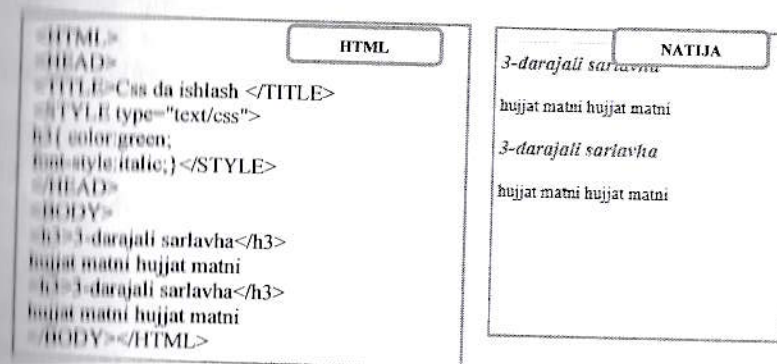 HTML
<HTML>
<HEAD>
<TITLE>Css da ishlash </TITLE>
<STYLE type="text/css">
h3{ color:green;
font-style:italic;}</STYLE>
</HEAD>
<BODY>
<h3>3-darajali sarlavha</h3>
hujjat matni hujjat matni
<h3>3-darajali sarlavha</h3>
hujjat matni hujjat matni
</BODY></HTML>
NATIJA
3-darajali sarlavha
hujjat matni hujjat matni
3-darajali sarlavha
hujjat matni hujjat matni